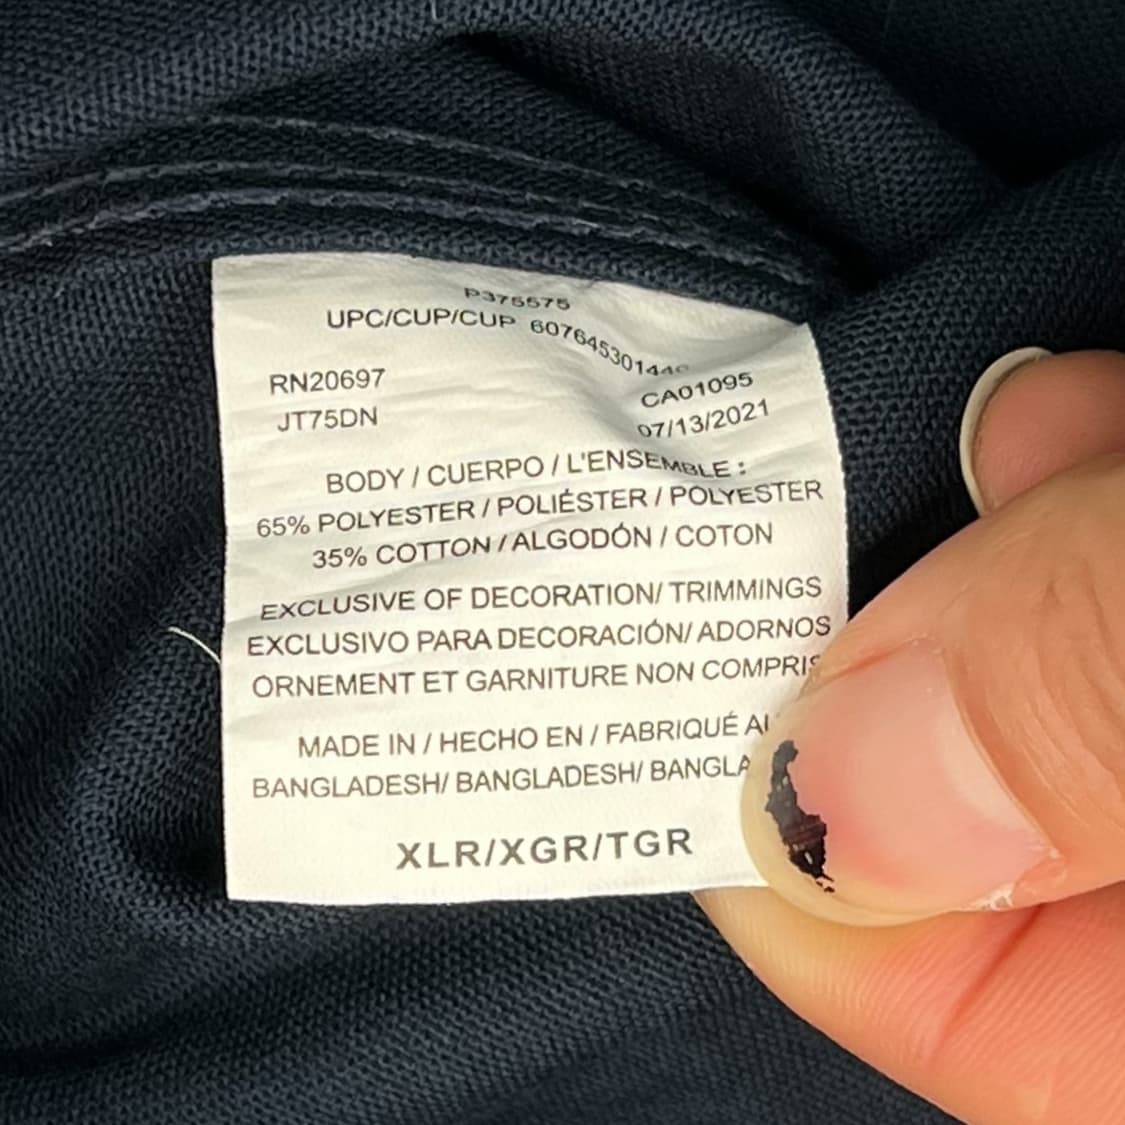 P375575
UPC/CUP/CUP
RN20697 CA01095
JT75DN 07/13/2021
BODY / CUERPO / L'ENSEMBLE :
65% POLYESTER / POLIÉSTER / POLYESTER
35% COTTON / ALGODÓN / COTON
EXCLUSIVE OF DECORATION/ TRIMMINGS
EXCLUSIVO PARA DECORACIÓN/ ADORNOS
ORNEMENT ET GARNITURE NON COMPRIS
MADE IN / HECHO EN / FABRIQUÉ
BANGLADESH/ BANGLADESH/
XLR/XGR/TGR